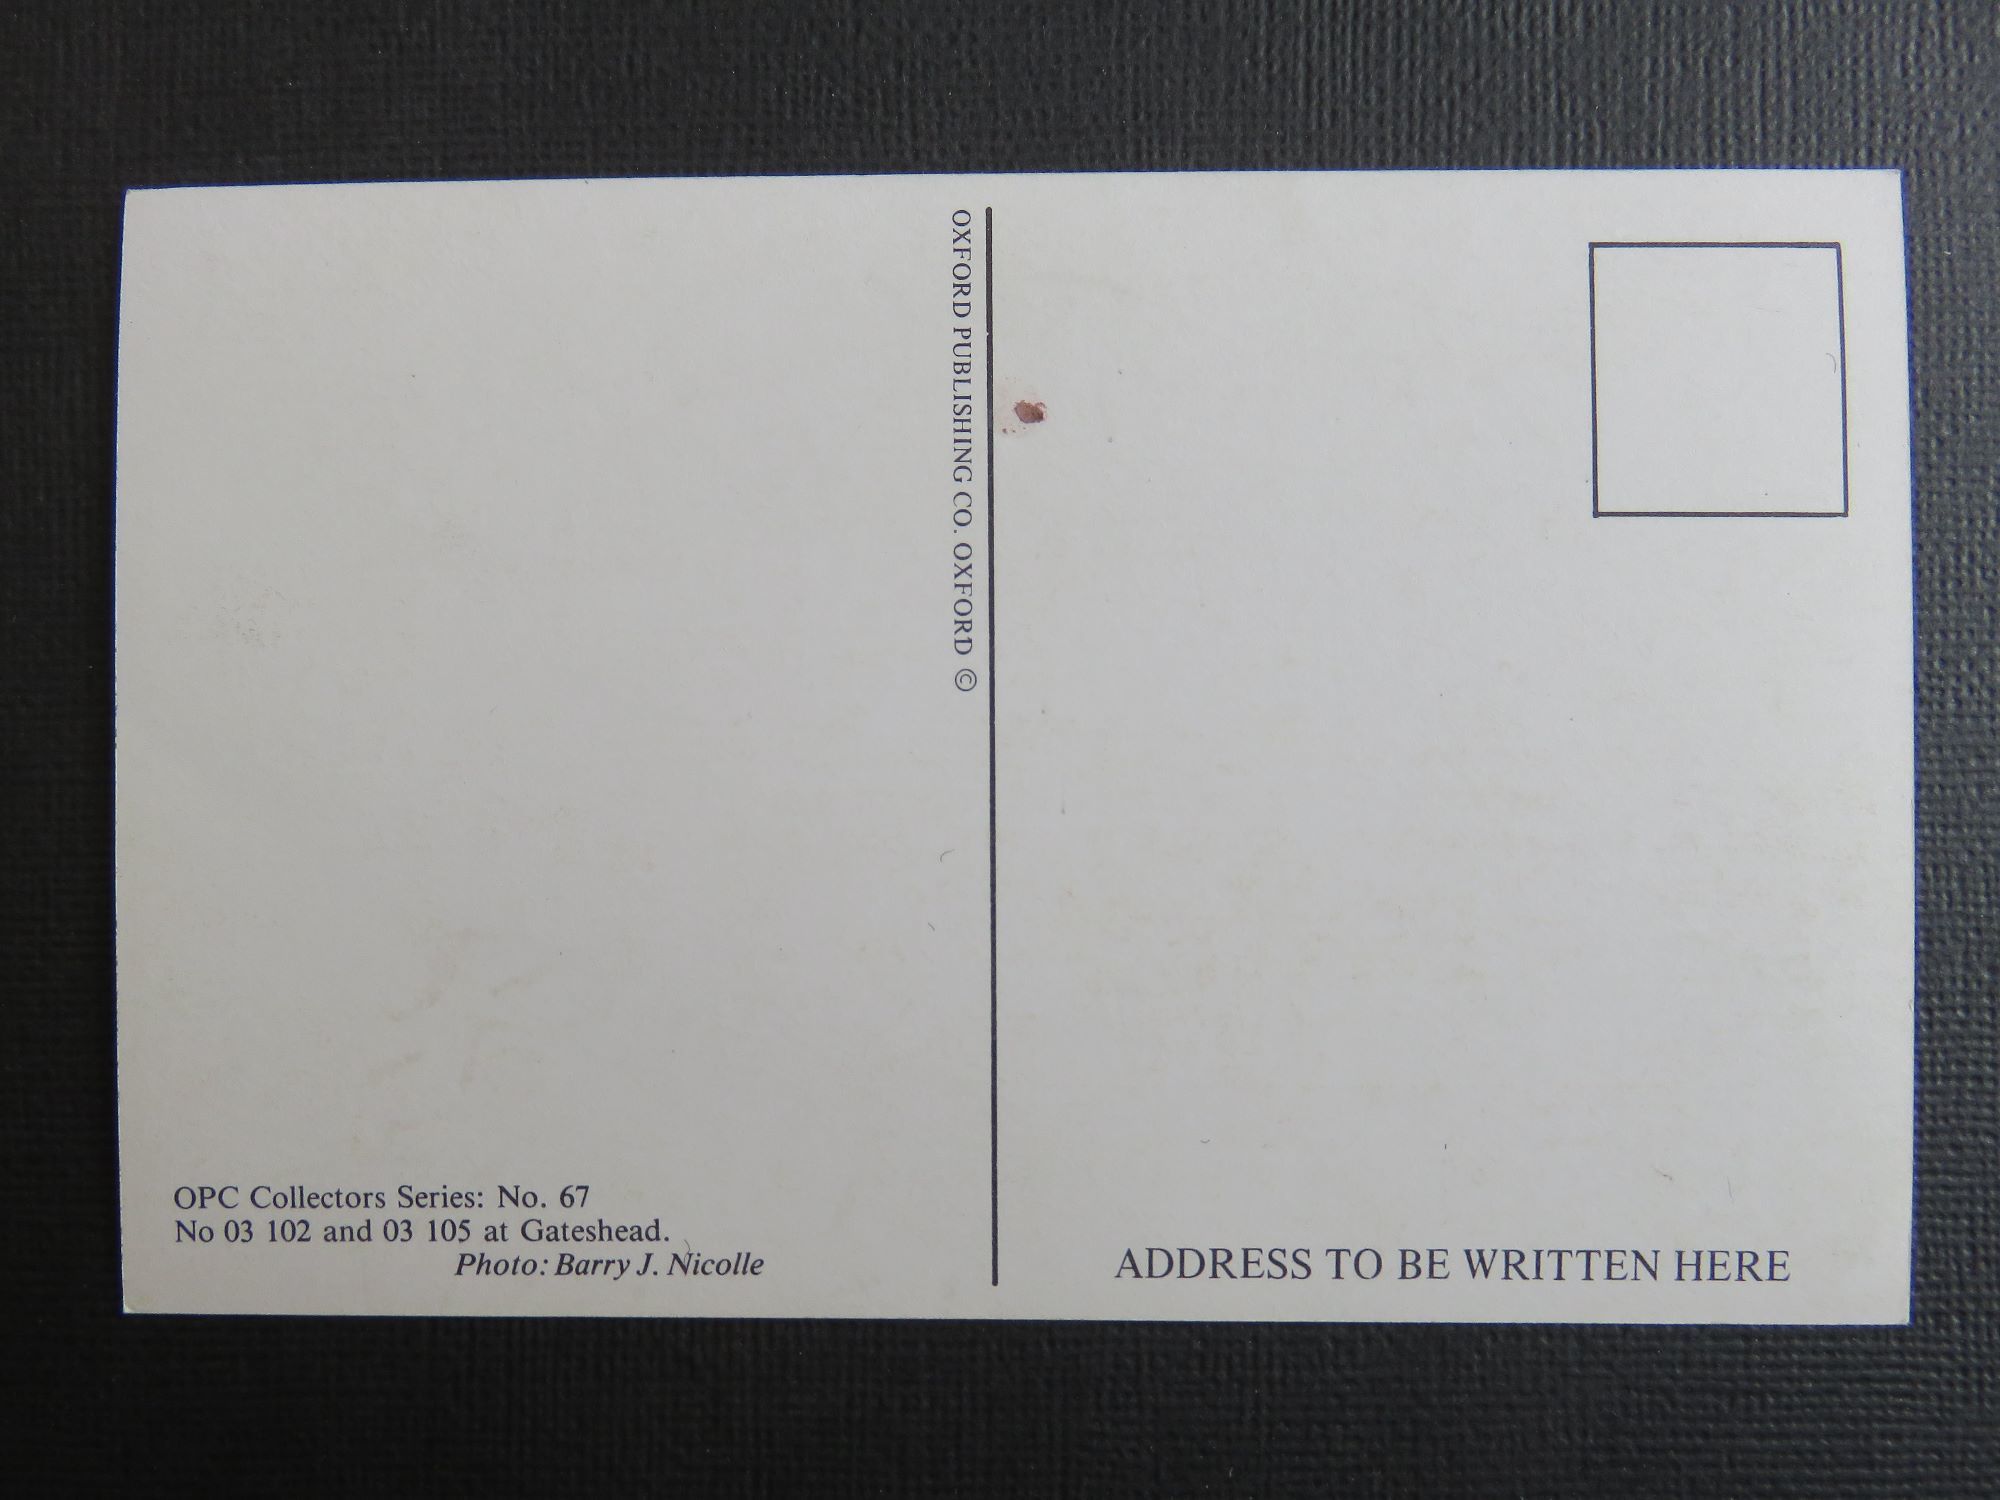 OXFORD PUBLISHING CO. OXFORD ©
OPC Collectors Series: No. 67
No 03 102 and 03 105 at Gateshead.
Photo: Barry J. Nicolle
ADDRESS TO BE WRITTEN HERE